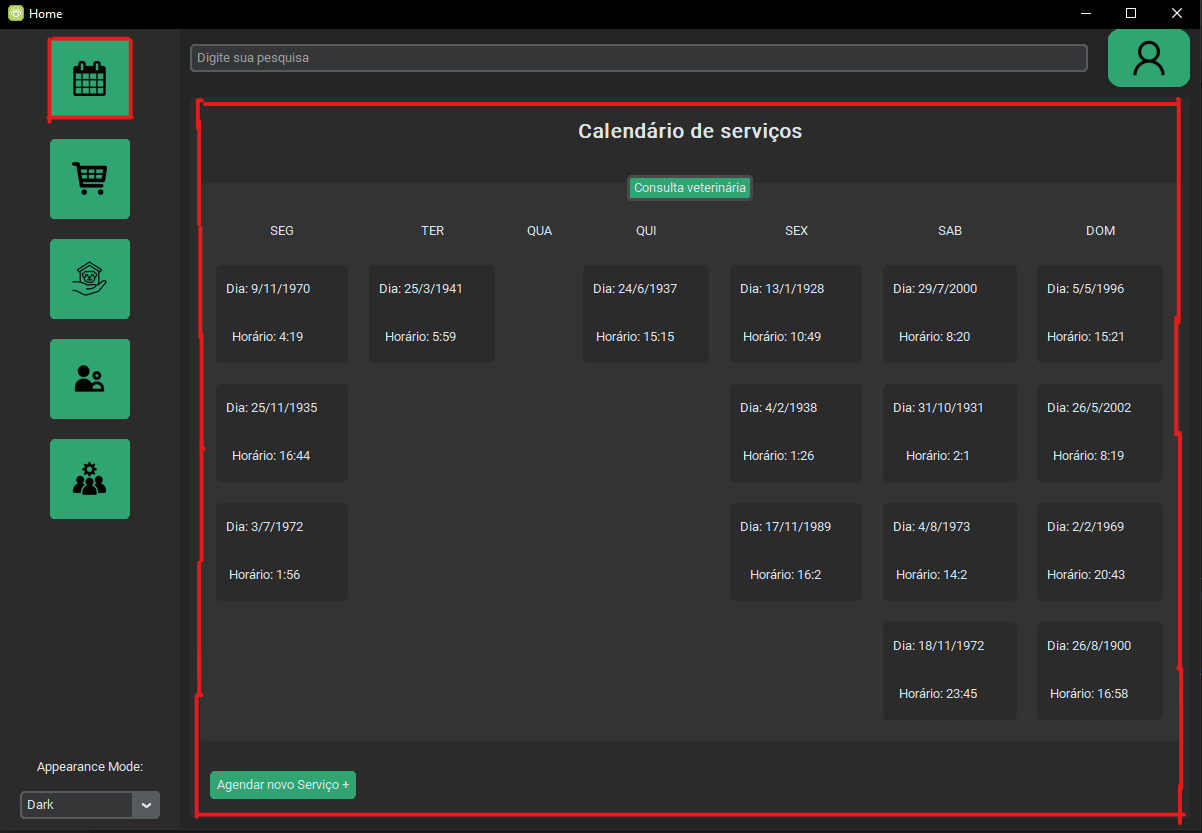 Home
Digite sua pesquisa
Calendário de serviços
Consulta veterinária
SEG TER QUA QUI SEX SAB DOM
Dia: 9/11/1970 Dia: 25/3/1941 Dia: 24/6/1937 Dia: 13/1/1928 Dia: 29/7/2000 Dia: 5/5/1996
Horário: 4:19 Horário: 5:59 Horário: 15:15 Horário: 10:49 Horário: 8:20 Horário: 15:21
Dia: 25/11/1935 Dia: 4/2/1938 Dia: 31/10/1931 Dia: 26/5/2002
Horário: 16:44 Horário: 1:26 Horário: 2:1 Horário: 8:19
Dia: 3/7/1972 Dia: 17/11/1989 Dia: 4/8/1973 Dia: 2/2/1969
Horário: 1:56 Horário: 16:2 Horário: 14:2 Horário: 20:43
Dia: 18/11/1972 Dia: 26/8/1900
Horário: 23:45 Horário: 16:58
Agendar novo Serviço +
Appearance Mode:
Dark